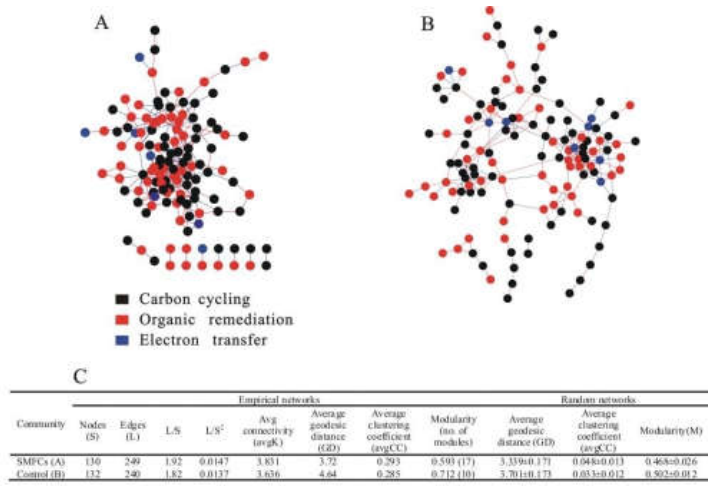 A
B
Carbon cycling
Organic remediation
Electron transfer
C
Empirical networks Random networks
Community Nodes (S) Edges (L) L/S L/S² Avg connectivity (avgK) Average geodesic distance (GD) Average clustering coefficient (avgCC) Modularity (no. of modules) Average geodesic distance (GD) Average clustering coefficient (avgCC) Modularity(M)
SMFCs (A) 130 249 1.92 0.0147 3.831 3.72 0.293 0.593 (17) 3.339±0.171 0.048±0.013 0.468±0.026
Control (B) 132 240 1.82 0.0137 3.636 4.64 0.285 0.712 (10) 3.701±0.173 0.033±0.012 0.502±0.012